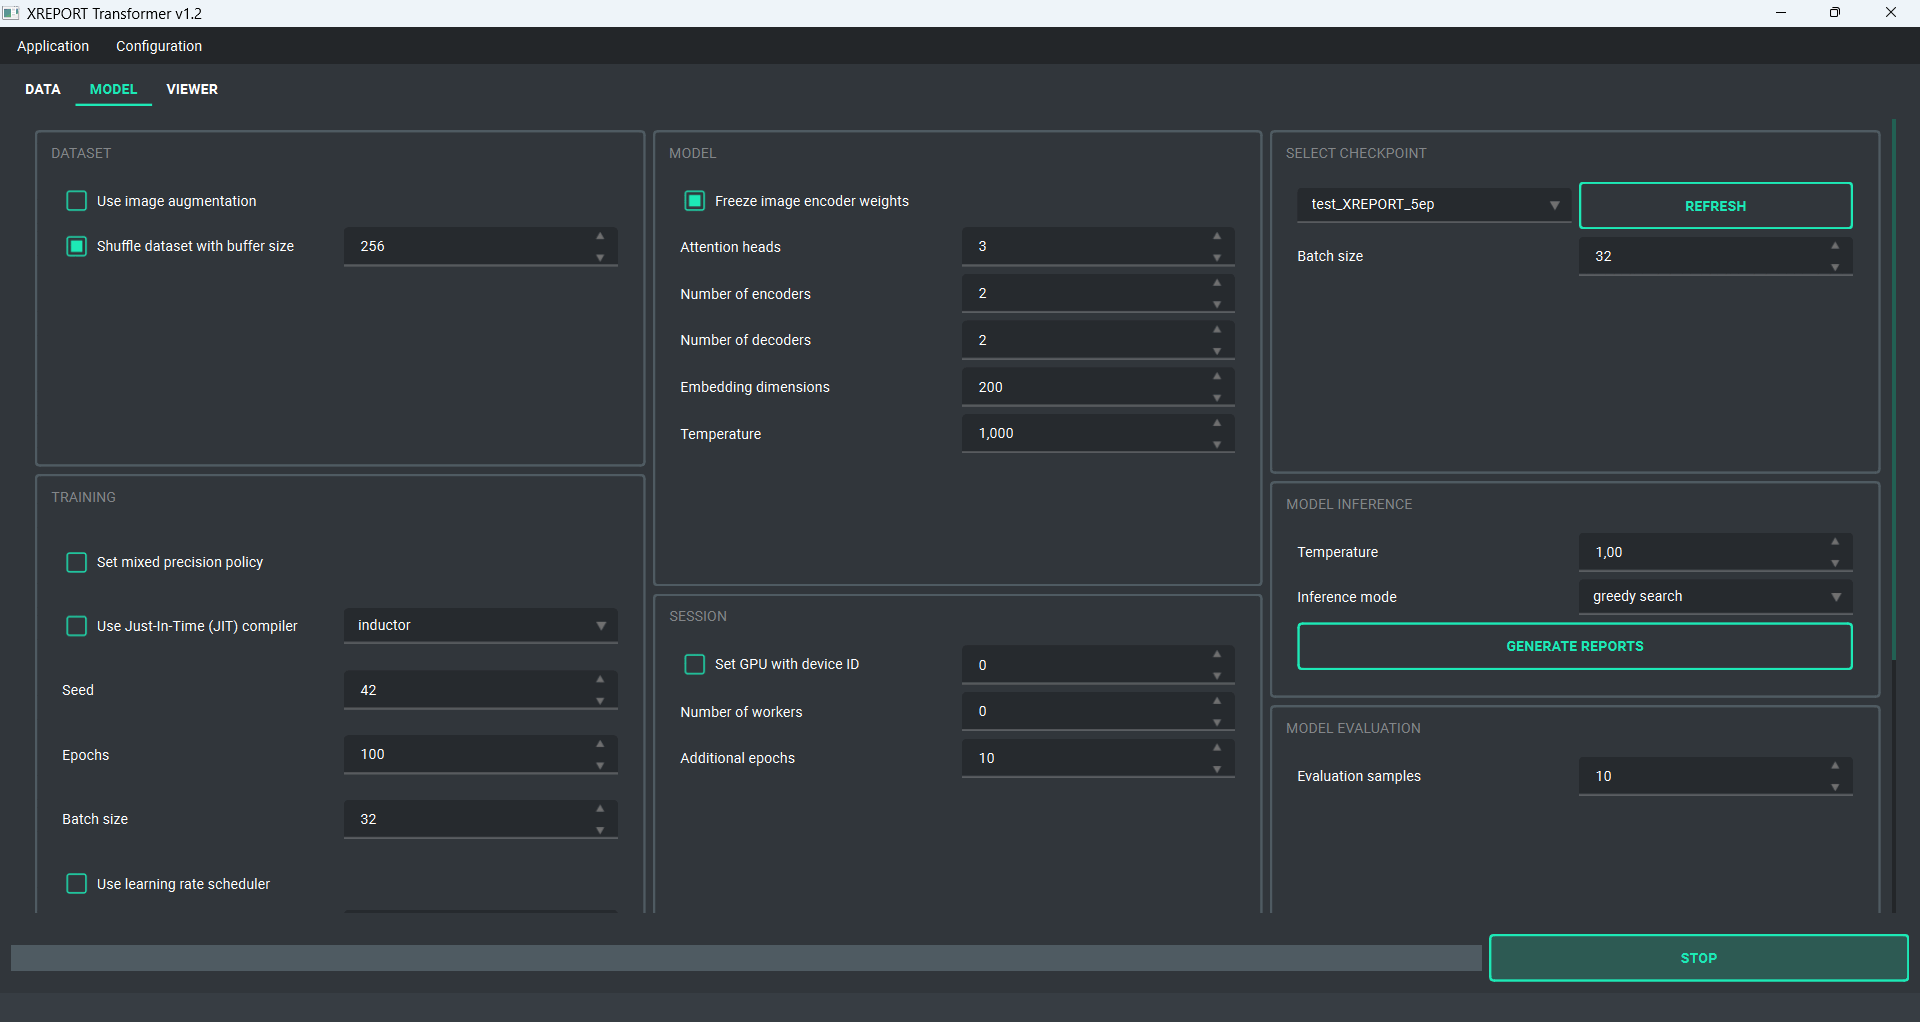 XREPORT Transformer v1.2
Application Configuration
DATA MODEL VIEWER
DATASET
Use image augmentation
Shuffle dataset with buffer size 256
TRAINING
Set mixed precision policy
Use Just-In-Time (JIT) compiler inductor
Seed 42
Epochs 100
Batch size 32
Use learning rate scheduler
MODEL
Freeze image encoder weights
Attention heads 3
Number of encoders 2
Number of decoders 2
Embedding dimensions 200
Temperature 1,000
SESSION
Set GPU with device ID 0
Number of workers 0
Additional epochs 10
SELECT CHECKPOINT
test_XREPORT_5ep REFRESH
Batch size 32
MODEL INFERENCE
Temperature 1,00
Inference mode greedy search
GENERATE REPORTS
MODEL EVALUATION
Evaluation samples 10
STOP